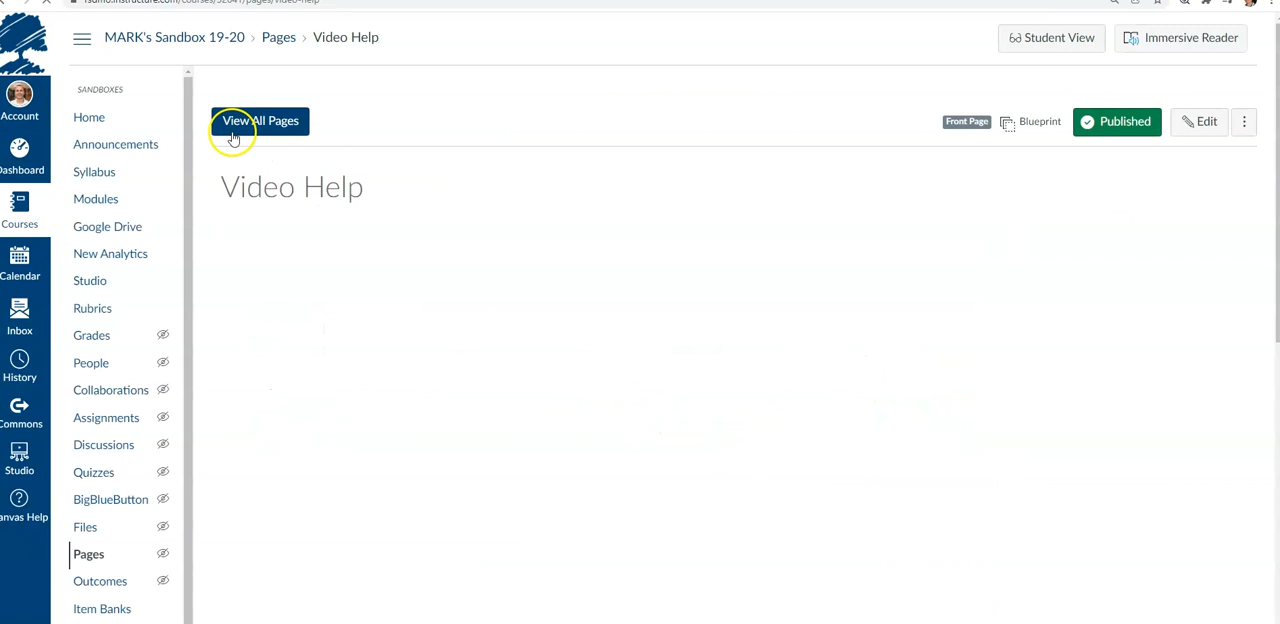 MARK's Sandbox 19-20 › Pages › Video Help
Student View
Immersive Reader
Account
Dashboard
Courses
Calendar
Inbox
History
Commons
Studio
Canvas Help
SANDBOXES
Home
Announcements
Syllabus
Modules
Google Drive
New Analytics
Studio
Rubrics
Grades
People
Collaborations
Assignments
Discussions
Quizzes
BigBlueButton
Files
Pages
Outcomes
Item Banks
View All Pages
Front Page
Blueprint
Published
Edit
Video Help